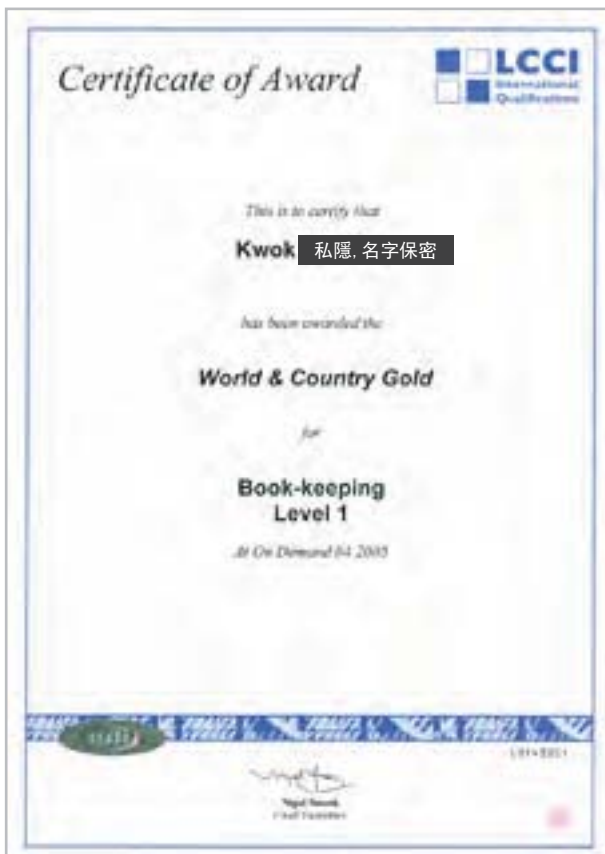 Certificate of Award
LCCI
International
Qualifications
This is to certify that
Kwok 私隱, 名字保密
has been awarded the
World & Country Gold
for
Book-keeping
Level 1
At On Demand 04 2005